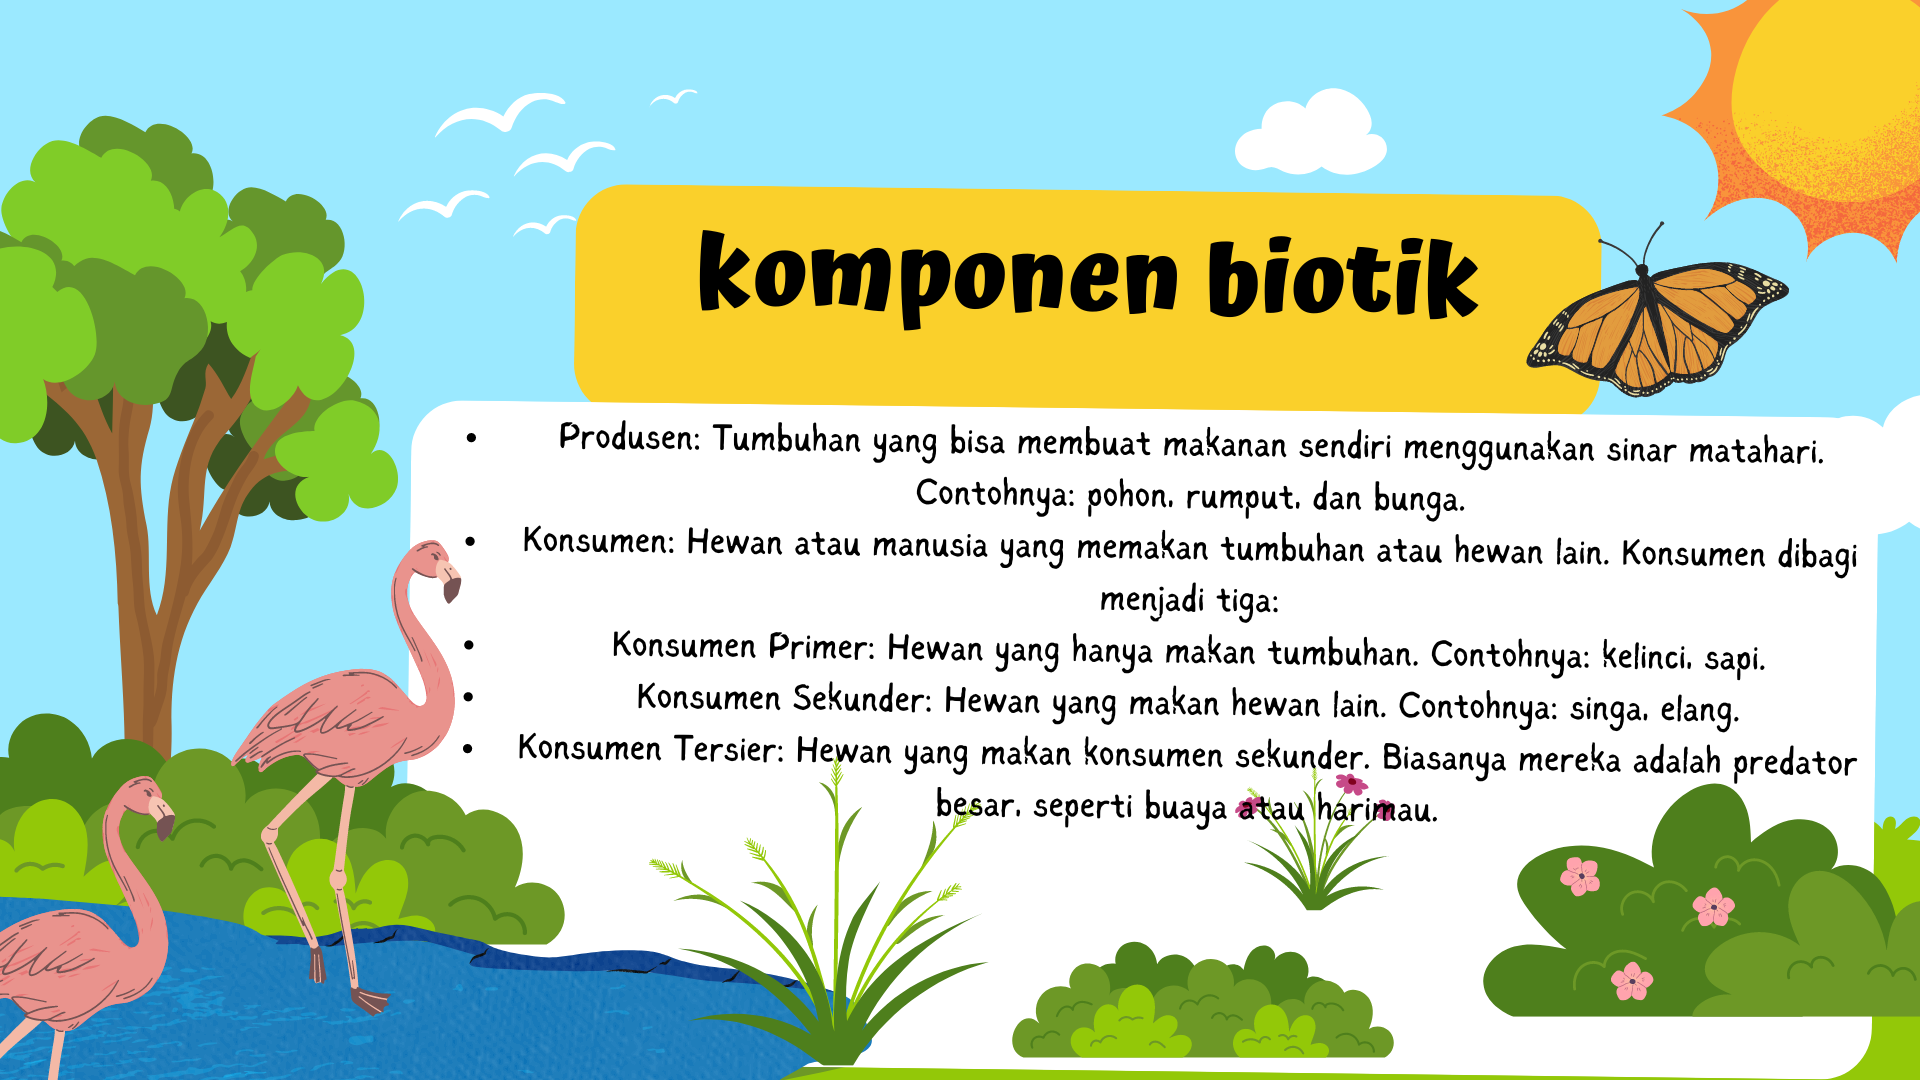 komponen biotik
• Produsen: Tumbuhan yang bisa membuat makanan sendiri menggunakan sinar matahari.
Contohnya: pohon, rumput, dan bunga.
• Konsumen: Hewan atau manusia yang memakan tumbuhan atau hewan lain. Konsumen dibagi
menjadi tiga:
• Konsumen Primer: Hewan yang hanya makan tumbuhan. Contohnya: kelinci, sapi.
• Konsumen Sekunder: Hewan yang makan hewan lain. Contohnya: singa, elang.
• Konsumen Tersier: Hewan yang makan konsumen sekunder. Biasanya mereka adalah predator
besar, seperti buaya atau harimau.